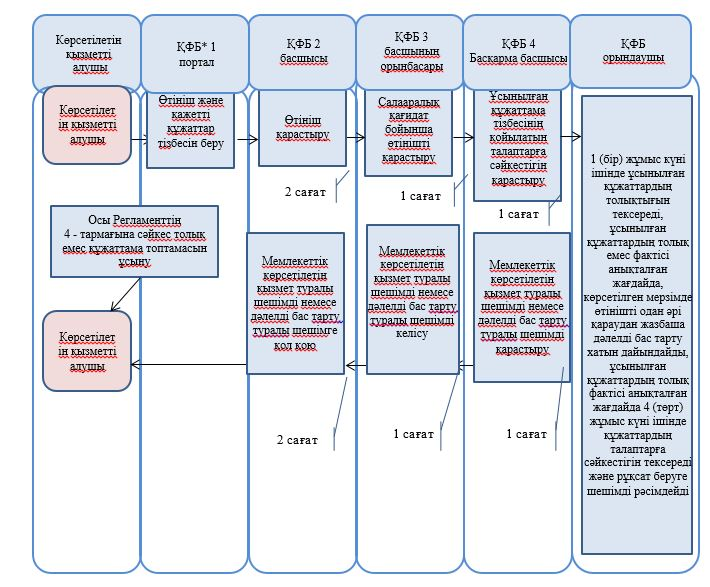 Көрсетілетін
қызметті
алушы
ҚФБ* 1
портал
ҚФБ 2
басшысы
ҚФБ 3
басшының
орынбасары
ҚФБ 4
Басқарма басшысы
ҚФБ
орындаушы
Көрсетілет
ін қызметті
алушы
Өтініш және
қажетті
құжаттар
тізбесін беру
Өтініш
қарастыру
Салааралық
қағидат
бойынша
өтінішті
қарастыру
Ұсынылған
құжаттама
тізбесінің
қойылатын
талаптарға
сәйкестігін
қарастыру
2 сағат
1 сағат
1 сағат
Осы Регламенттің
4 - тармағына сәйкес толық
емес құжаттама топтамасын
ұсыну
Көрсетілет
ін қызметті
алушы
Мемлекеттік
көрсетілетін
қызмет туралы
шешімді немесе
дәлелді бас тарту
туралы шешімге
қол қою
Мемлекеттік
көрсетілетін
қызмет туралы
шешімді немесе
дәлелді бас тарту
туралы шешімді
келісу
Мемлекеттік
көрсетілетін
қызмет туралы
шешімді немесе
дәлелді бас тарту
туралы шешімді
қарастыру
2 сағат
1 сағат
1 сағат
1 (бір) жұмыс күні
ішінде ұсынылған
құжаттардың
толықтығын
тексереді,
ұсынылған
құжаттардың толық
емес фактісі
анықталған
жағдайда,
көрсетілген мерзімде
өтінішті одан әрі
қараудан жазбаша
дәлелді бас тарту
хатын дайындайды,
ұсынылған
құжаттардың толық
фактісі анықталған
жағдайда 4 (төрт)
жұмыс күні ішінде
құжаттардың
талаптарға
сәйкестігін тексереді
және рұқсат беруге
шешімді рәсімдейді